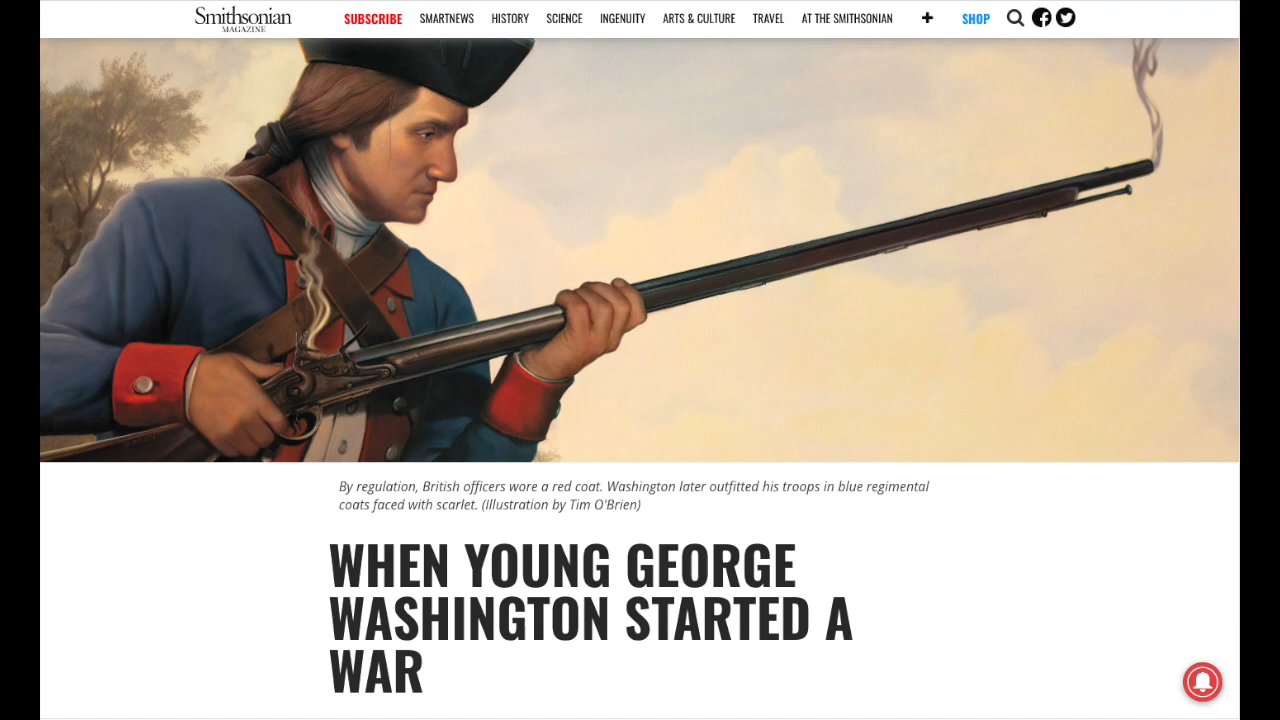 Smithsonian
MAGAZINE
SUBSCRIBE SMARTNEWS HISTORY SCIENCE INGENUITY ARTS & CULTURE TRAVEL AT THE SMITHSONIAN + SHOP
By regulation, British officers wore a red coat. Washington later outfitted his troops in blue regimental
coats faced with scarlet. (Illustration by Tim O'Brien)
WHEN YOUNG GEORGE
WASHINGTON STARTED A
WAR